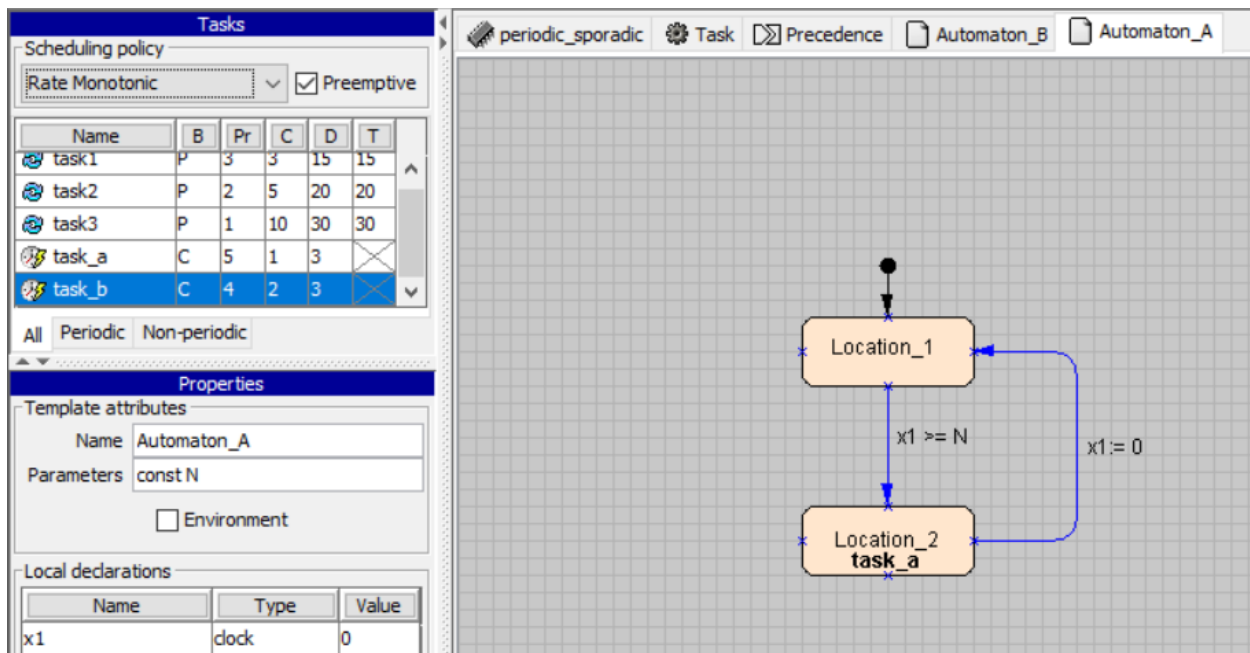 Tasks
Scheduling policy
Rate Monotonic
Preemptive
Name B Pr C D T
task1 P 3 3 15 15
task2 P 2 5 20 20
task3 P 1 10 30 30
task_a C 5 1 3
task_b C 4 2 3
All Periodic Non-periodic
Properties
Template attributes
Name Automaton_A
Parameters const N
Environment
Local declarations
Name Type Value
x1 clock 0
periodic_sporadic Task Precedence Automaton_B Automaton_A
Location_1
x1 >= N
x1:= 0
Location_2
task_a